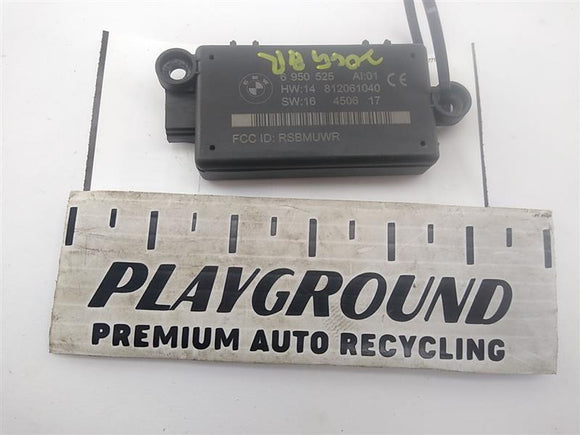 6 950 525 AI:01
HW:14 812061040
SW:16 4506 17
FCC ID: RSBMUWR
PLAYGROUND
PREMIUM AUTO RECYCLING